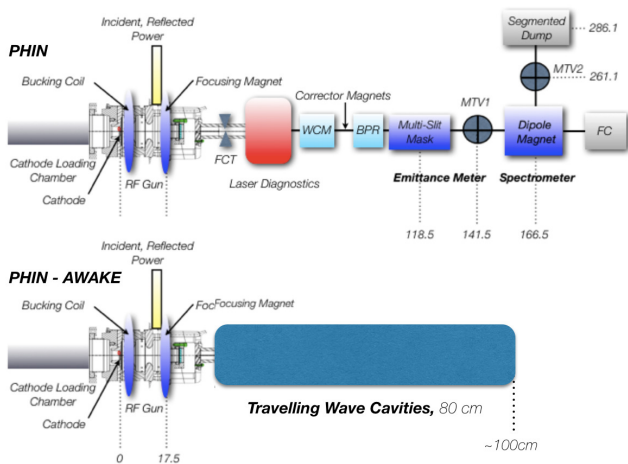 PHIN
Incident, Reflected
Power
Bucking Coil
Focusing Magnet
Cathode Loading
Chamber
Cathode
RF Gun
FCT
Laser Diagnostics
WCM
Corrector Magnets
BPR
Multi-Slit
Mask
Emittance Meter
MTV1
Segmented
Dump
286.1
MTV2
261.1
Dipole
Magnet
Spectrometer
FC
118.5
141.5
166.5
PHIN - AWAKE
Incident, Reflected
Power
Bucking Coil
FocFocusing Magnet
Cathode Loading
Chamber
Cathode
RF Gun
Travelling Wave Cavities, 80 cm
~100cm
0
17.5